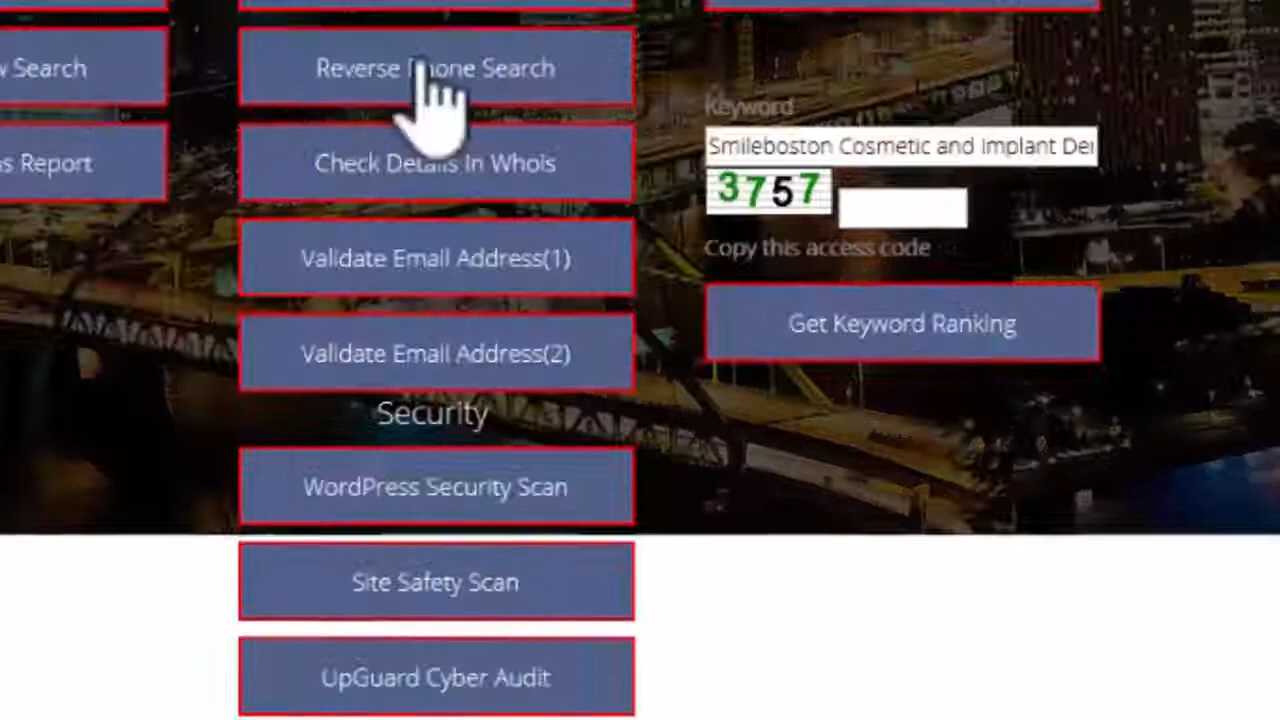 w Search
s Report
Reverse Phone Search
Check Details In Whois
Validate Email Address(1)
Validate Email Address(2)
Security
WordPress Security Scan
Site Safety Scan
UpGuard Cyber Audit
Keyword
Smileboston Cosmetic and Implant Den
3757
Copy this access code
Get Keyword Ranking